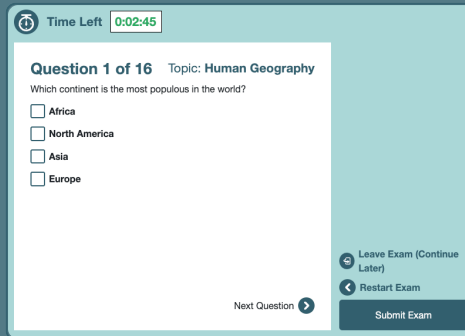 Time Left 0:02:45
Question 1 of 16 Topic: Human Geography
Which continent is the most populous in the world?
Africa
North America
Asia
Europe
Next Question
Leave Exam (Continue
Later)
Restart Exam
Submit Exam